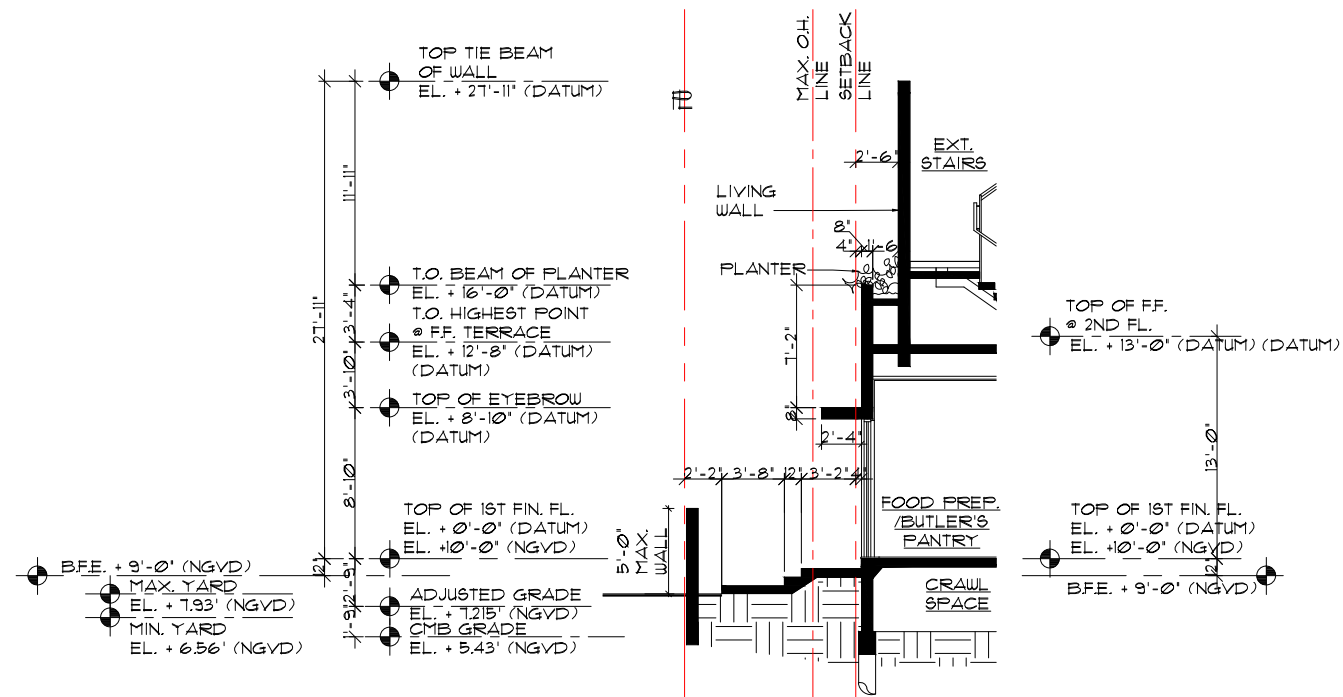 TOP TIE BEAM
OF WALL
EL. + 27'-11" (DATUM)
11'-11"
27'-11"
T.O. BEAM OF PLANTER
EL. + 16'-0" (DATUM)
3'-4"
T.O. HIGHEST POINT
@ F.F. TERRACE
EL. + 12'-8" (DATUM)
(DATUM)
3'-10"
TOP OF EYEBROW
EL. + 8'-10" (DATUM)
(DATUM)
8'-10"
TOP OF 1ST FIN. FL.
EL. + 0'-0" (DATUM)
EL. +10'-0" (NGVD)
12"
B.F.E. + 9'-0" (NGVD)
MAX. YARD
EL. + 7.93' (NGVD)
MIN. YARD
EL. + 6.56' (NGVD)
2'-9"
ADJUSTED GRADE
EL. + 7.215' (NGVD)
1'-9"
CMB GRADE
EL. + 5.43' (NGVD)
MAX. O.H.
LINE
SETBACK
LINE
2'-6"
EXT.
STAIRS
LIVING
WALL
8"
4"
1'-6"
PLANTER
7'-2"
8"
2'-4"
2'-2"
3'-8"
12"
3'-2"
4"
5'-0"
MAX.
WALL
FOOD PREP.
/BUTLER'S
PANTRY
CRAWL
SPACE
TOP OF F.F.
@ 2ND FL.
EL. + 13'-0" (DATUM) (DATUM)
13'-0"
TOP OF 1ST FIN. FL.
EL. + 0'-0" (DATUM)
EL. +10'-0" (NGVD)
12"
B.F.E. + 9'-0" (NGVD)